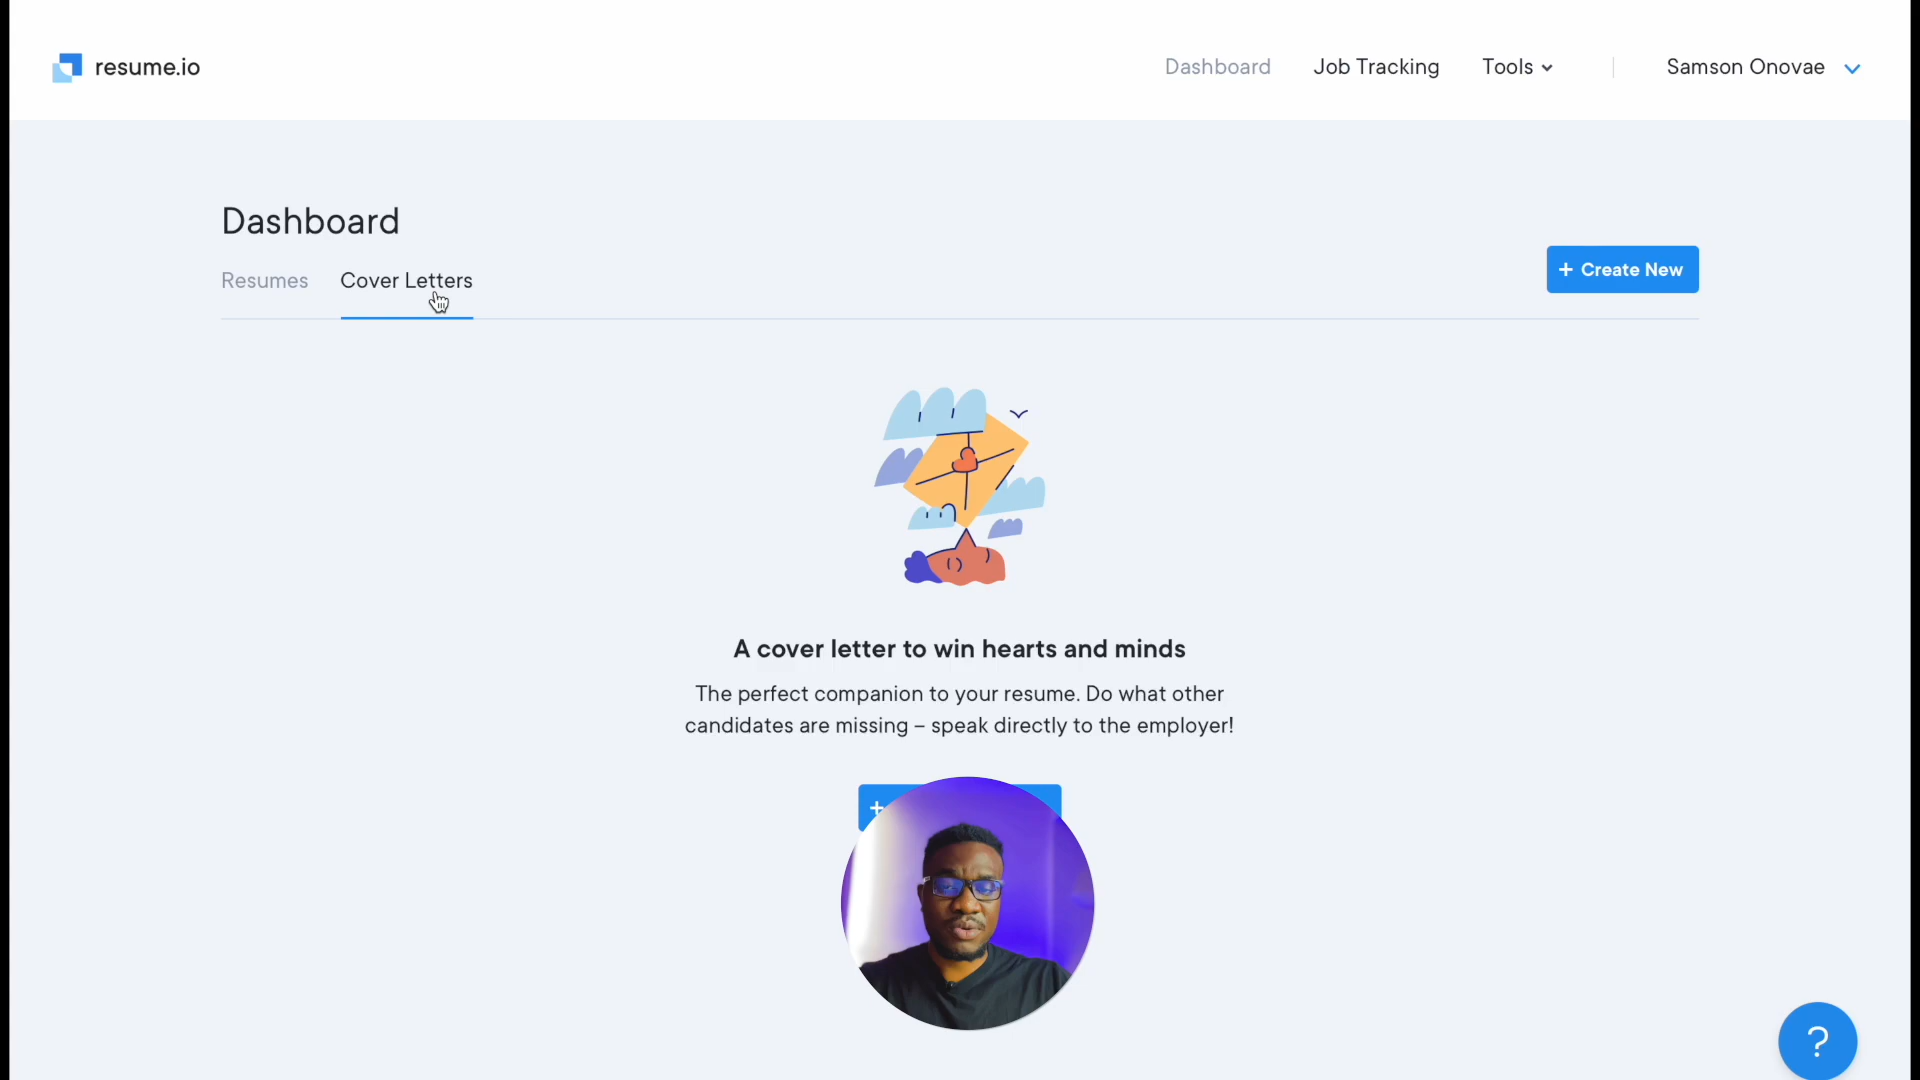 resume.io
Dashboard
Job Tracking
Tools
Samson Onovae
Dashboard
Resumes
Cover Letters
+ Create New
A cover letter to win hearts and minds
The perfect companion to your resume. Do what other
candidates are missing – speak directly to the employer!
+
?